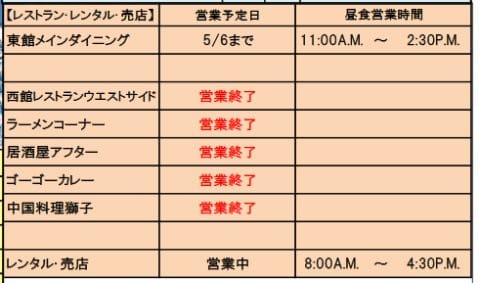 【レストラン・レンタル・売店】 営業予定日 昼食営業時間
東館メインダイニング 5/6まで 11:00A.M. ～ 2:30P.M.
西館レストランウエストサイド 営業終了
ラーメンコーナー 営業終了
居酒屋アフター 営業終了
ゴーゴーカレー 営業終了
中国料理獅子 営業終了
レンタル・売店 営業中 8:00A.M. ～ 4:30P.M.